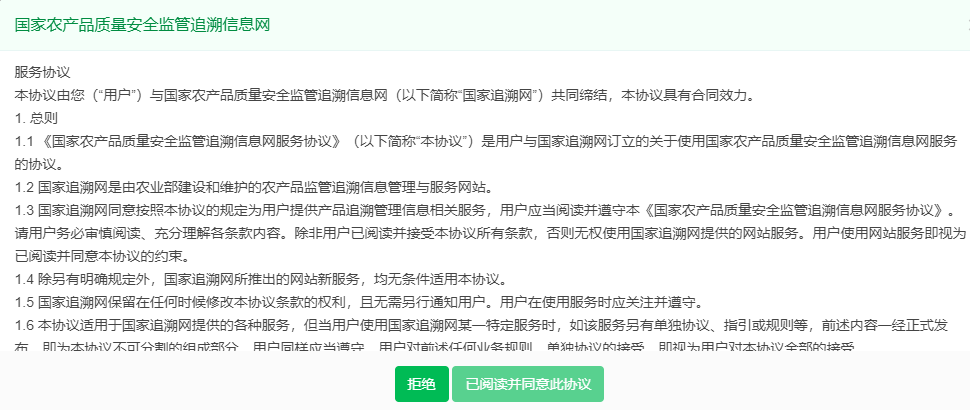 国家农产品质量安全监管追溯信息网
服务协议
本协议由您（“用户”）与国家农产品质量安全监管追溯信息网（以下简称“国家追溯网”）共同缔结，本协议具有合同效力。
1. 总则
1.1 《国家农产品质量安全监管追溯信息网服务协议》（以下简称“本协议”）是用户与国家追溯网订立的关于使用国家农产品质量安全监管追溯信息网服务
的协议。
1.2 国家追溯网是由农业部建设和维护的农产品监管追溯信息管理与服务网站。
1.3 国家追溯网同意按照本协议的规定为用户提供产品追溯管理信息相关服务，用户应当阅读并遵守本《国家农产品质量安全监管追溯信息网服务协议》。
请用户务必审慎阅读、充分理解各条款内容。除非用户已阅读并接受本协议所有条款，否则无权使用国家追溯网提供的网站服务。用户使用网站服务即视为
已阅读并同意本协议的约束。
1.4 除另有明确规定外，国家追溯网所推出的网站新服务，均无条件适用本协议。
1.5 国家追溯网保留在任何时候修改本协议条款的权利，且无需另行通知用户。用户在使用服务时应关注并遵守。
1.6 本协议适用于国家追溯网提供的各种服务，但当用户使用国家追溯网某一特定服务时，如该服务另有单独协议、指引或规则等，前述内容一经正式发
布，即为本协议不可分割的组成部分，用户同样应当遵守。用户对前述任何业务规则、单独协议的接受，即视为用户对本协议全部的接受。
拒绝
已阅读并同意此协议